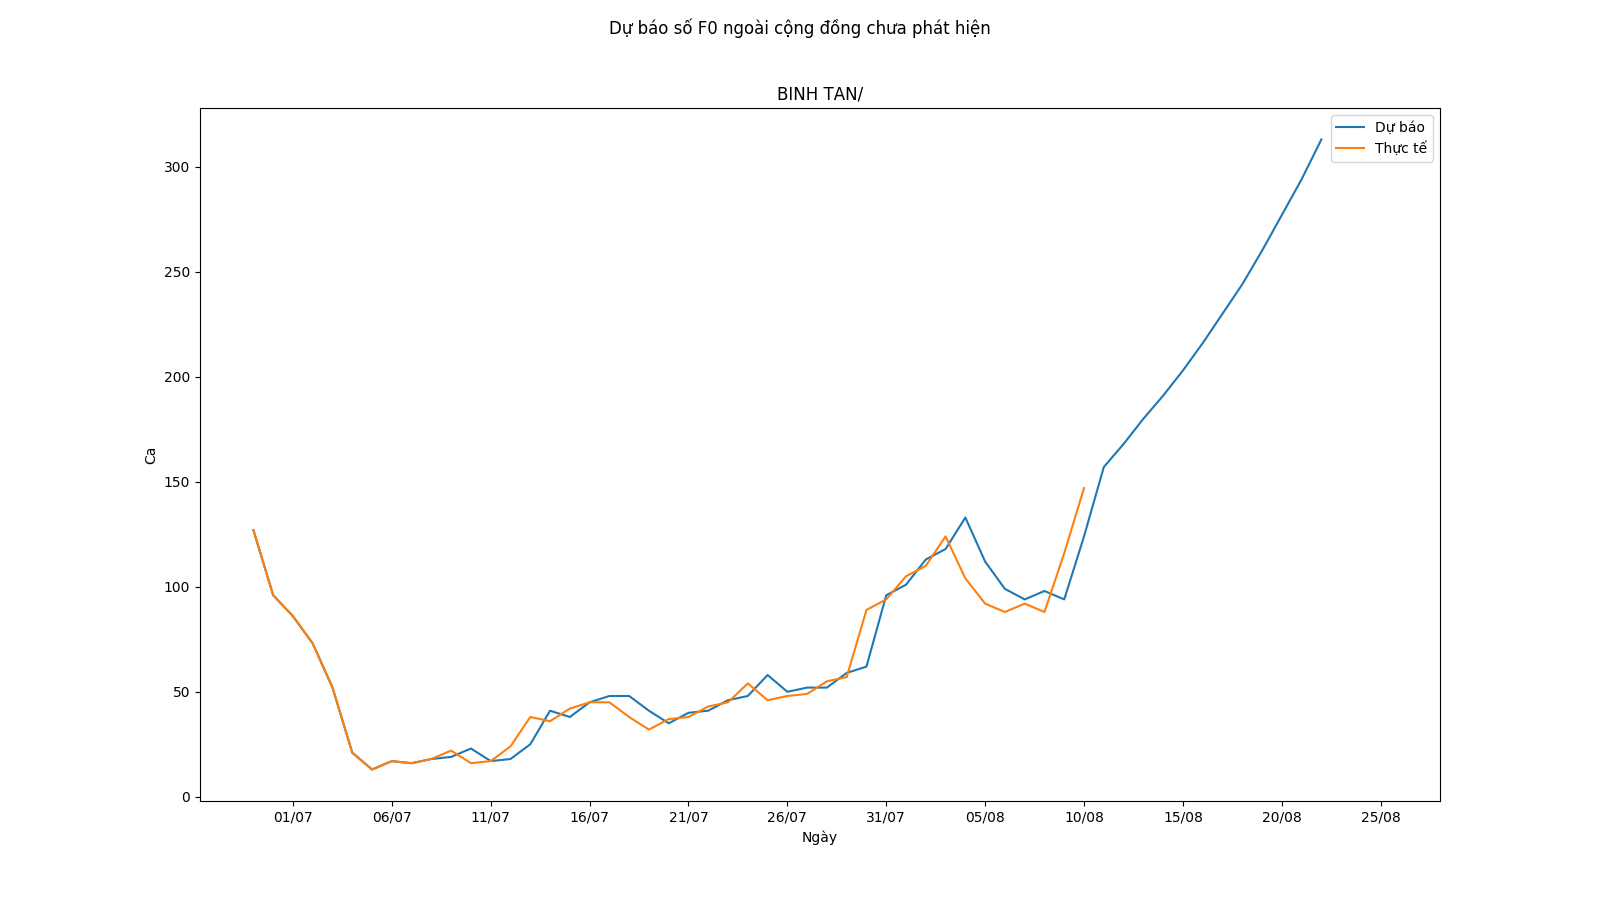 Dự báo số F0 ngoài cộng đồng chưa phát hiện
BINH TAN/
Dự báo
Thực tế
300
250
200
150
100
50
0
Ca
01/07 06/07 11/07 16/07 21/07 26/07 31/07 05/08 10/08 15/08 20/08 25/08
Ngày